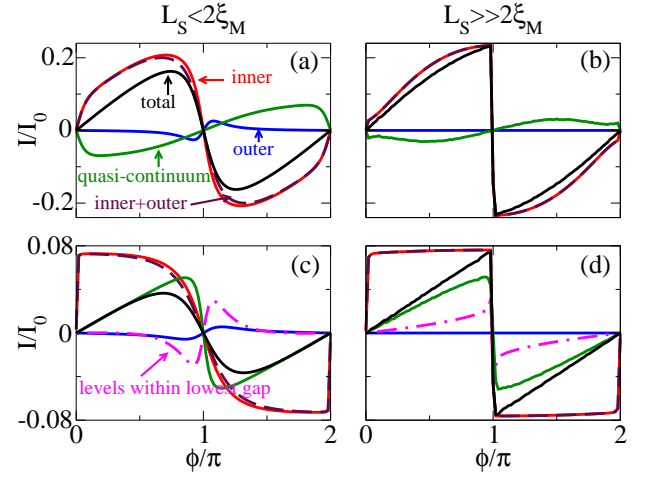 L_S<2ξ_M
L_S>>2ξ_M
0.2
(a)
inner
(b)
total
I/I_0
0
outer
quasi-continuum
inner+outer
-0.2
0.08
(c)
(d)
I/I_0
0
levels within lowest gap
-0.08
0 1 2
0 1 2
ϕ/π
ϕ/π